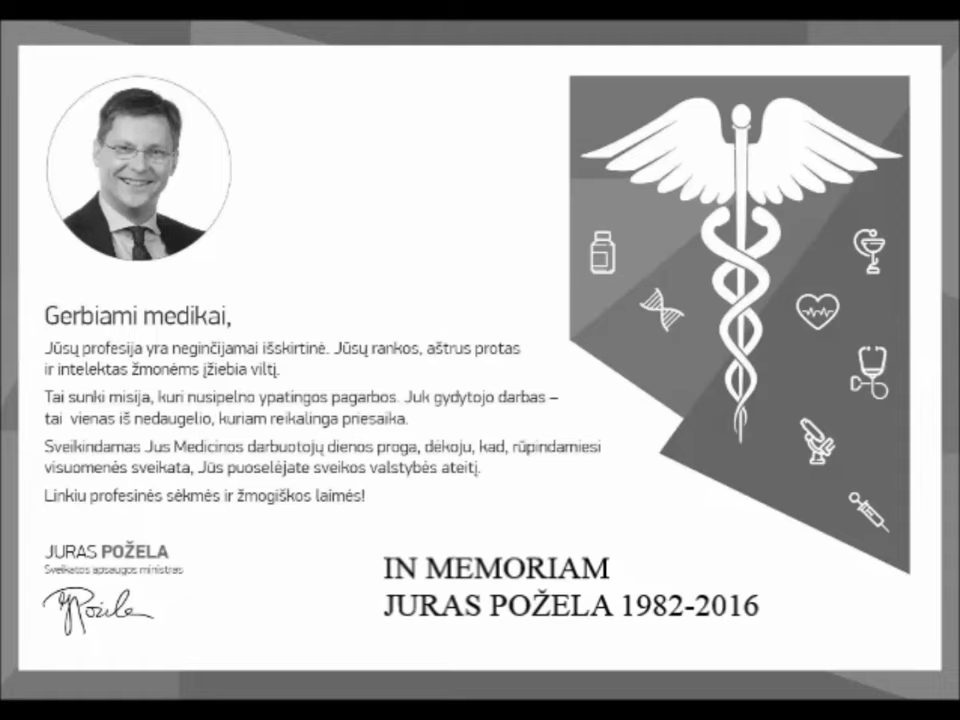 Gerbiami medikai,
Jūsų profesija yra neginčijamai išskirtinė. Jūsų rankos, aštrus protas
ir intelektas žmonėms įžiebia viltį.
Tai sunki misija, kuri nusipelno ypatingos pagarbos. Juk gydytojo darbas –
tai vienas iš nedaugelio, kuriam reikalinga priesaika.
Sveikindamas Jus Medicinos darbuotojų dienos proga, dėkoju, kad, rūpindamiesi
visuomenės sveikata, Jūs puoselėjate sveikos valstybės ateitį.
Linkiu profesinės sėkmės ir žmogiškos laimės!
JURAS POŽELA
Sveikatos apsaugos ministras
JPožela
IN MEMORIAM
JURAS POŽELA 1982-2016